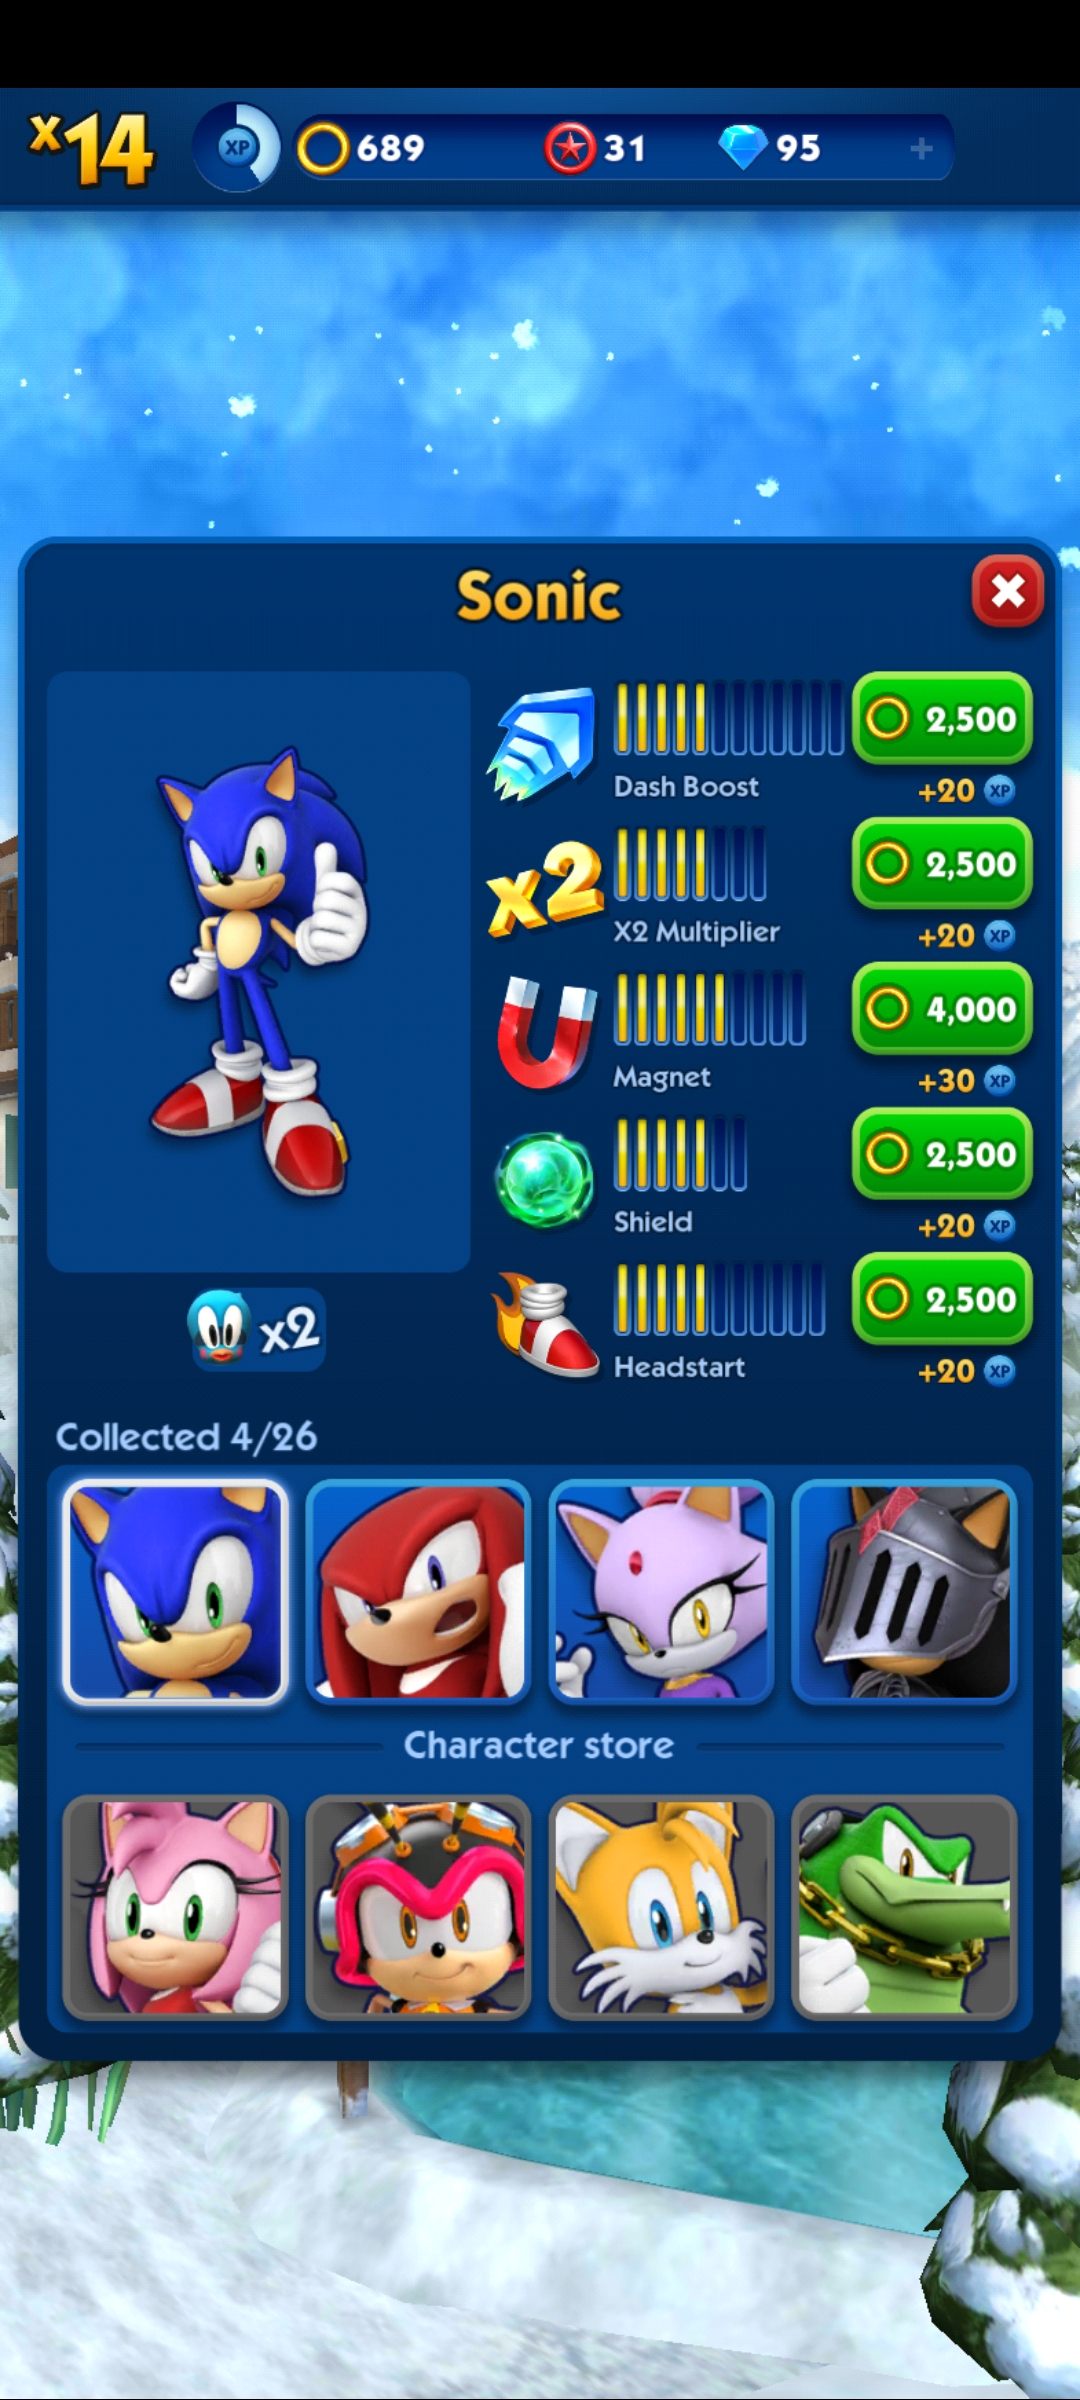 x14
XP
689
31
95
+
Sonic
2,500
Dash Boost
+20 XP
x2
2,500
X2 Multiplier
+20 XP
4,000
Magnet
+30 XP
2,500
Shield
+20 XP
2,500
x2
Headstart
+20 XP
Collected 4/26
Character store